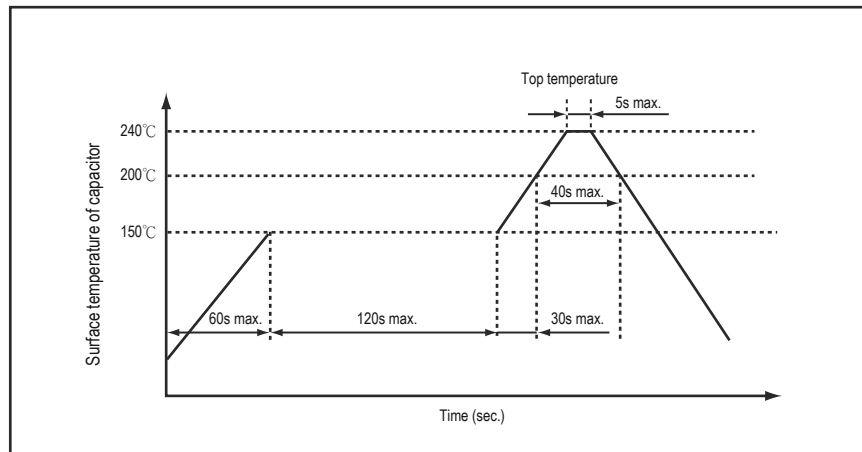 Top temperature
5s max.
240℃
200℃
40s max.
150℃
Surface temperature of capacitor
60s max.
120s max.
30s max.
Time (sec.)